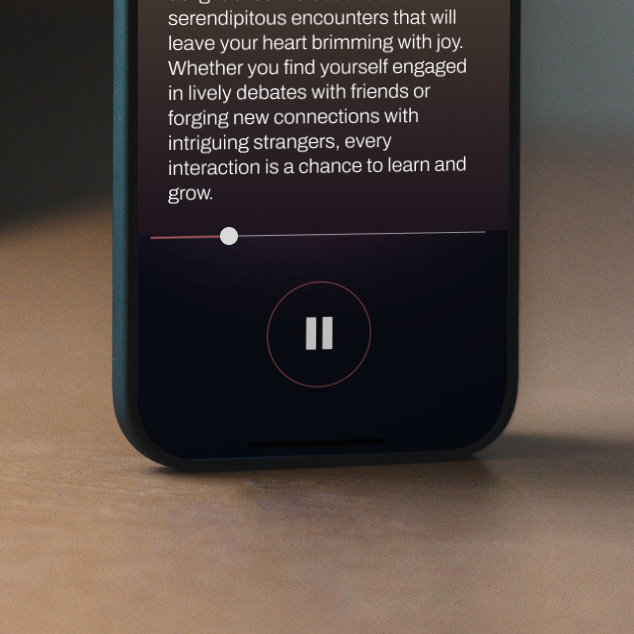 serendipitous encounters that will
leave your heart brimming with joy.
Whether you find yourself engaged
in lively debates with friends or
forging new connections with
intriguing strangers, every
interaction is a chance to learn and
grow.